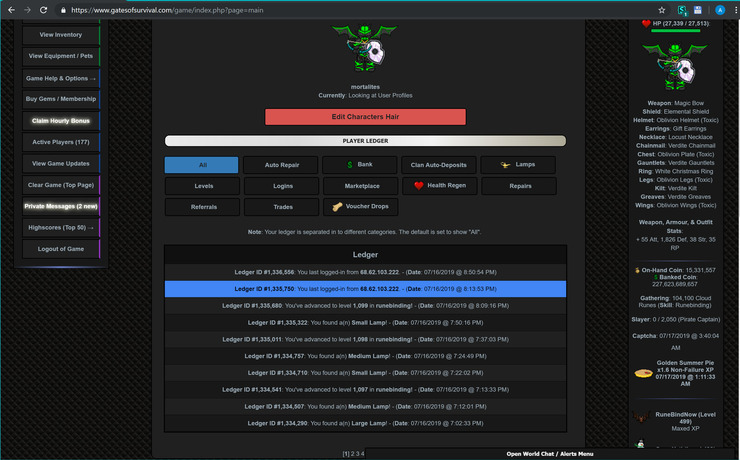 https://www.gatesofsurvival.com/game/index.php?page=main
A
View Inventory
View Equipment / Pets
Game Help & Options →
Buy Gems / Membership
Claim Hourly Bonus
Active Players (177)
View Game Updates
Clear Game (Top Page)
Private Messages (2 new)
Highscores (Top 50) →
Logout of Game
mortalites
Currently: Looking at User Profiles
Edit Characters Hair
PLAYER LEDGER
All
Auto Repair
Bank
Clan Auto-Deposits
Lamps
Levels
Logins
Marketplace
Health Regen
Repairs
Referrals
Trades
Voucher Drops
Note: Your ledger is separated in to different categories. The default is set to show "All".
Ledger
Ledger ID #1,336,556: You last logged-in from 68.62.103.222. - (Date: 07/16/2019 @ 8:50:54 PM)
Ledger ID #1,335,750: You last logged-in from 68.62.103.222. - (Date: 07/16/2019 @ 8:13:53 PM)
Ledger ID #1,335,680: You've advanced to level 1,099 in runebinding! - (Date: 07/16/2019 @ 8:09:16 PM)
Ledger ID #1,335,322: You found a(n) Small Lamp! - (Date: 07/16/2019 @ 7:50:16 PM)
Ledger ID #1,335,011: You've advanced to level 1,098 in runebinding! - (Date: 07/16/2019 @ 7:37:03 PM)
Ledger ID #1,334,757: You found a(n) Medium Lamp! - (Date: 07/16/2019 @ 7:24:49 PM)
Ledger ID #1,334,710: You found a(n) Small Lamp! - (Date: 07/16/2019 @ 7:22:02 PM)
Ledger ID #1,334,541: You've advanced to level 1,097 in runebinding! - (Date: 07/16/2019 @ 7:13:33 PM)
Ledger ID #1,334,507: You found a(n) Medium Lamp! - (Date: 07/16/2019 @ 7:12:01 PM)
Ledger ID #1,334,290: You found a(n) Large Lamp! - (Date: 07/16/2019 @ 7:02:33 PM)
[1] 2 3 4
HP (27,339 / 27,513):
Weapon: Magic Bow
Shield: Elemental Shield
Helmet: Oblivion Helmet (Toxic)
Earrings: Gift Earrings
Necklace: Locust Necklace
Chainmail: Verdite Chainmail
Chest: Oblivion Plate (Toxic)
Gauntlets: Verdite Gauntlets
Ring: White Christmas Ring
Legs: Oblivion Legs (Toxic)
Kilt: Verdite Kilt
Greaves: Verdite Greaves
Wings: Oblivion Wings (Toxic)
Weapon, Armour, & Outfit
Stats:
+ 55 Att, 1,826 Def, 38 Str, 35
RP
On-Hand Coin: 15,331,557
Banked Coin:
227,623,689,657
Gathering: 104,100 Cloud
Runes (Skill: Runebinding)
Slayer: 0 / 2,050 (Pirate Captain)
Captcha: 07/17/2019 @ 3:40:04
AM
Golden Summer Pie
x1.6 Non-Failure XP
07/17/2019 @ 1:11:33
AM
RuneBindNow (Level
499)
Maxed XP
Open World Chat / Alerts Menu